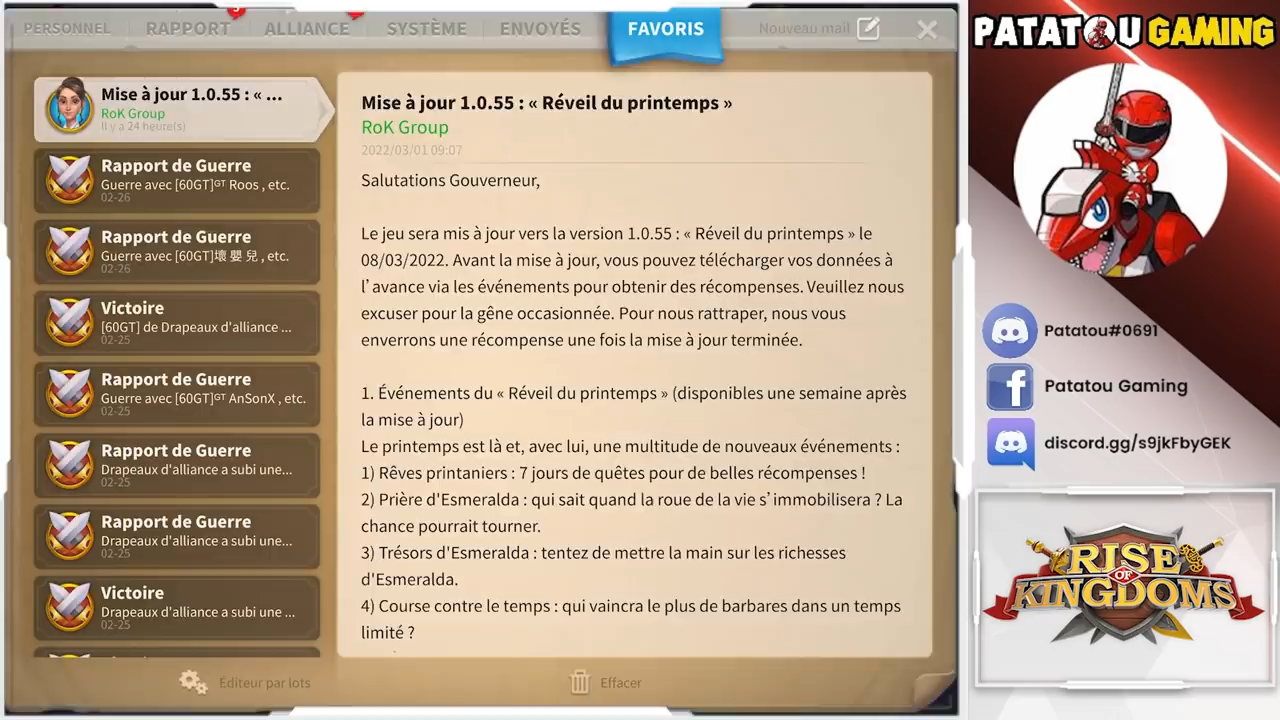 PERSONNEL
RAPPORT
ALLIANCE
SYSTÈME
ENVOYÉS
FAVORIS
Nouveau mail
Mise à jour 1.0.55 : « ...
RoK Group
Il y a 24 heure(s)
Rapport de Guerre
Guerre avec [60GT]ᴳᵀ Roos , etc.
02-26
Rapport de Guerre
Guerre avec [60GT]壞 嬰 兒 , etc.
02-26
Victoire
[60GT] de Drapeaux d'alliance ...
02-25
Rapport de Guerre
Guerre avec [60GT]ᴳᵀ AnSonX , etc.
02-25
Rapport de Guerre
Drapeaux d'alliance a subi une...
02-25
Rapport de Guerre
Drapeaux d'alliance a subi une...
02-25
Victoire
Drapeaux d'alliance a subi une ...
02-25
Éditeur par lots
Mise à jour 1.0.55 : « Réveil du printemps »
RoK Group
2022/03/01 09:07
Salutations Gouverneur,
Le jeu sera mis à jour vers la version 1.0.55 : « Réveil du printemps » le
08/03/2022. Avant la mise à jour, vous pouvez télécharger vos données à
l’avance via les événements pour obtenir des récompenses. Veuillez nous
excuser pour la gêne occasionnée. Pour nous rattraper, nous vous
enverrons une récompense une fois la mise à jour terminée.
1. Événements du « Réveil du printemps » (disponibles une semaine après
la mise à jour)
Le printemps est là et, avec lui, une multitude de nouveaux événements :
1) Rêves printaniers : 7 jours de quêtes pour de belles récompenses !
2) Prière d'Esmeralda : qui sait quand la roue de la vie s’immobilisera ? La
chance pourrait tourner.
3) Trésors d'Esmeralda : tentez de mettre la main sur les richesses
d'Esmeralda.
4) Course contre le temps : qui vaincra le plus de barbares dans un temps
limité ?
Effacer
PATATOU GAMING
Patatou#0691
Patatou Gaming
discord.gg/s9jkFbyGEK
RISE
OF
KINGDOMS